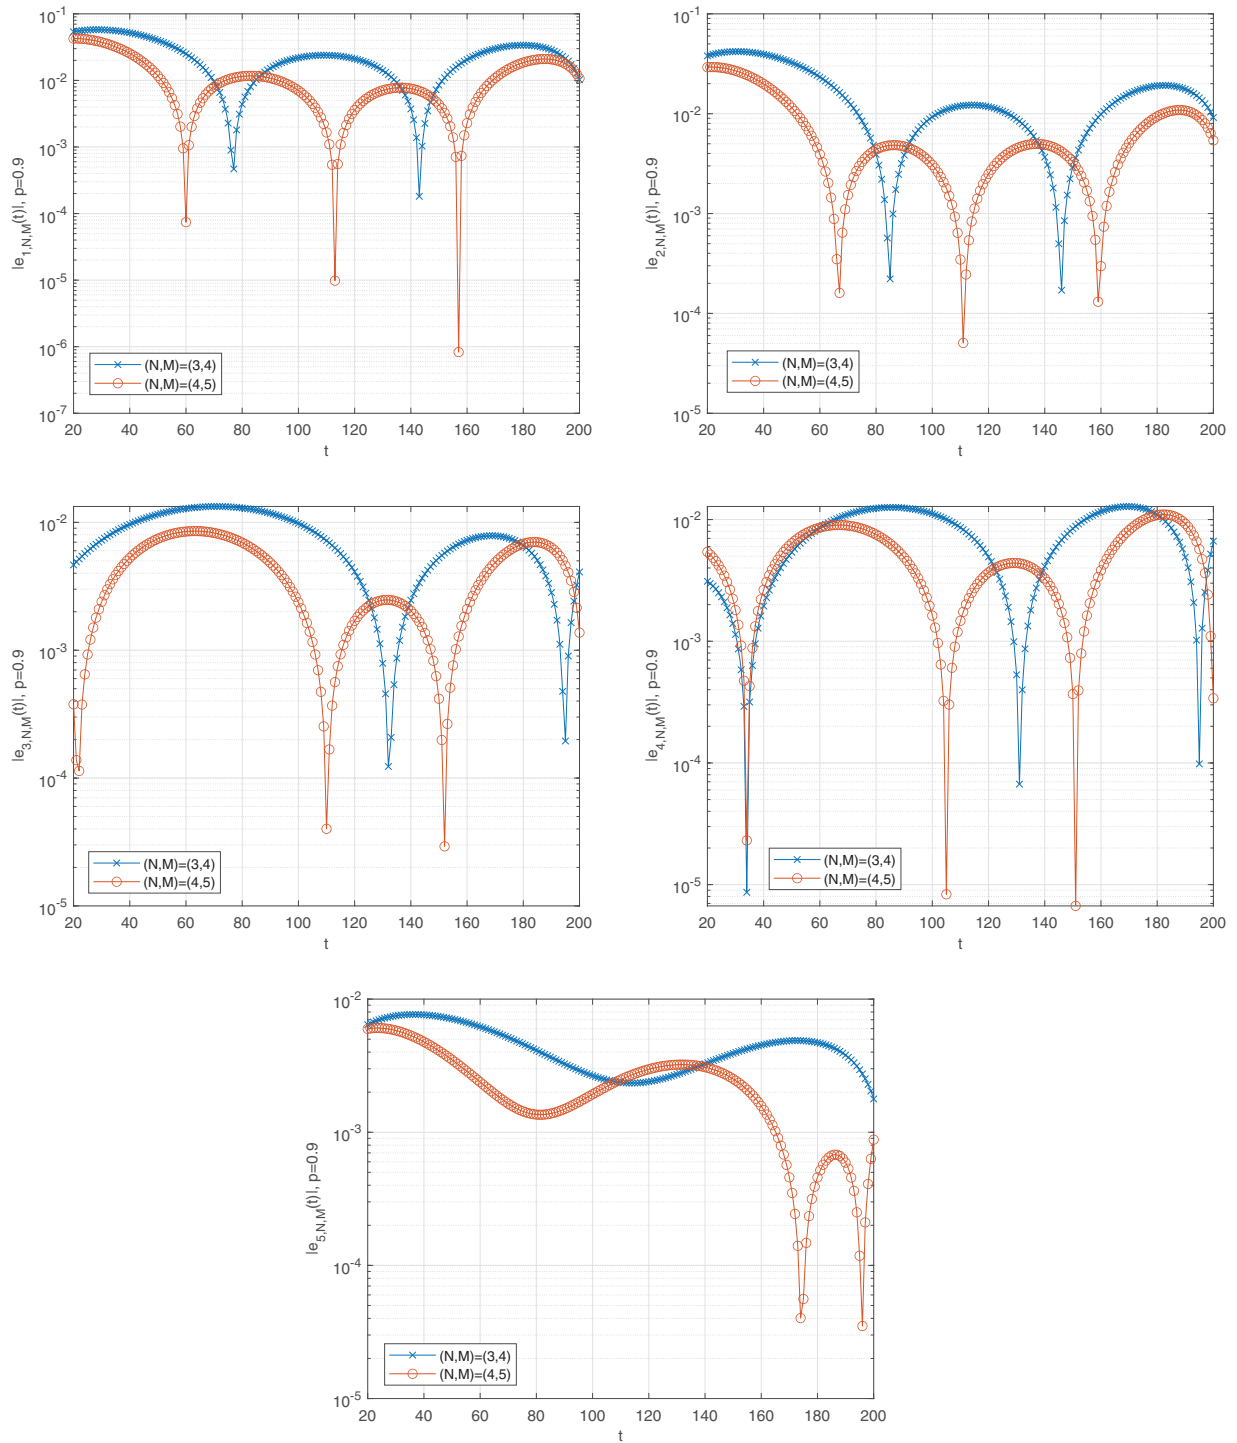 10^-1
10^-2
10^-3
10^-4
10^-5
10^-6
10^-7
|e_{1,N,M}(t)|, p=0.9
(N,M)=(3,4)
(N,M)=(4,5)
20 40 60 80 100 120 140 160 180 200
t
10^-1
10^-2
10^-3
10^-4
10^-5
|e_{2,N,M}(t)|, p=0.9
(N,M)=(3,4)
(N,M)=(4,5)
20 40 60 80 100 120 140 160 180 200
t
10^-2
10^-3
10^-4
10^-5
|e_{3,N,M}(t)|, p=0.9
(N,M)=(3,4)
(N,M)=(4,5)
20 40 60 80 100 120 140 160 180 200
t
10^-2
10^-3
10^-4
10^-5
|e_{4,N,M}(t)|, p=0.9
(N,M)=(3,4)
(N,M)=(4,5)
20 40 60 80 100 120 140 160 180 200
t
10^-2
10^-3
10^-4
10^-5
|e_{5,N,M}(t)|, p=0.9
(N,M)=(3,4)
(N,M)=(4,5)
20 40 60 80 100 120 140 160 180 200
t